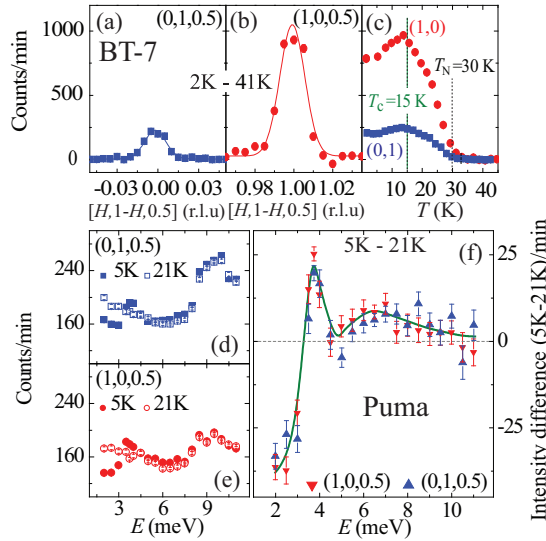 (a) (0,1,0.5)
BT-7
(b) (1,0,0.5)
2K - 41K
(c) (1,0)
T_N=30 K
T_c=15 K
(0,1)
Counts/min
1000
500
0
-0.03 0.00 0.03
[H,1-H,0.5] (r.l.u)
0.98 1.00 1.02
[H,1-H,0.5] (r.l.u)
10 20 30 40
T (K)
(0,1,0.5)
5K 21K
(d)
260
160
Counts/min
(1,0,0.5)
5K 21K
(e)
260
160
3 6 9
E (meV)
5K - 21K
(f)
Puma
(1,0,0.5) (0,1,0.5)
2 4 6 8 10
E (meV)
25
0
-25
Intensity difference (5K-21K)/min